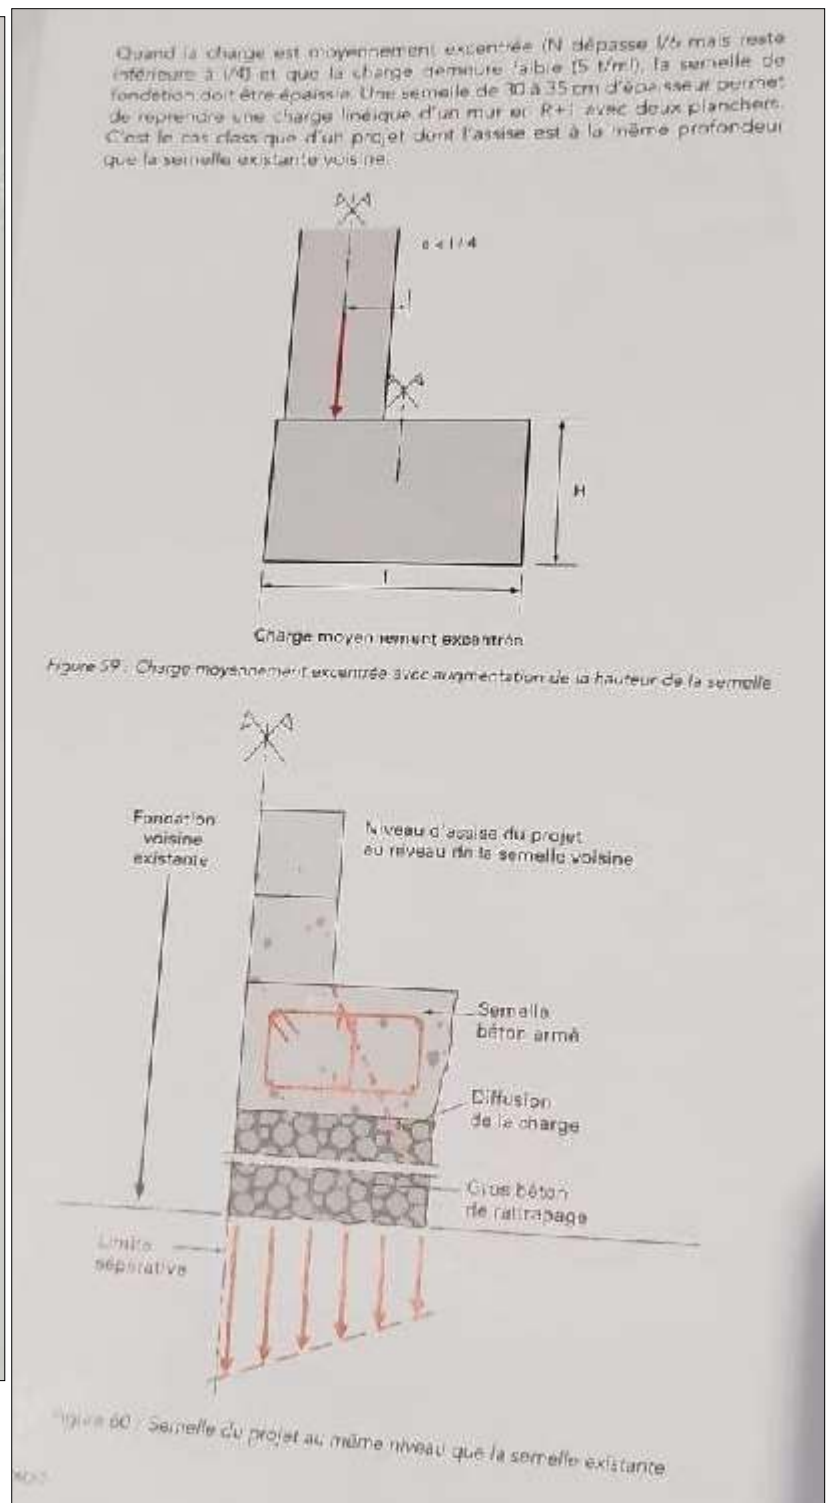 Quand la charge est moyennement excentrée (N dépasse l/6 mais reste
inférieure à l/4) et que la charge demeure faible (5 t/ml), la semelle de
fondation doit être épaissie. Une semelle de 30 à 35 cm d'épaisseur permet
de reprendre une charge linéique d'un mur en R+1 avec deux planchers.
C'est le cas classique d'un projet dont l'assise est à la même profondeur
que la semelle existante voisine.
e < l / 4
H
l
Charge moyennement excentrée
Figure 59 : Charge moyennement excentrée avec augmentation de la hauteur de la semelle
Fondation
voisine
existante
Niveau d'assise du projet
au niveau de la semelle voisine
Semelle
béton armé
Diffusion
de la charge
Gros béton
de rattrapage
Limite
séparative
Figure 60 : Semelle du projet au même niveau que la semelle existante